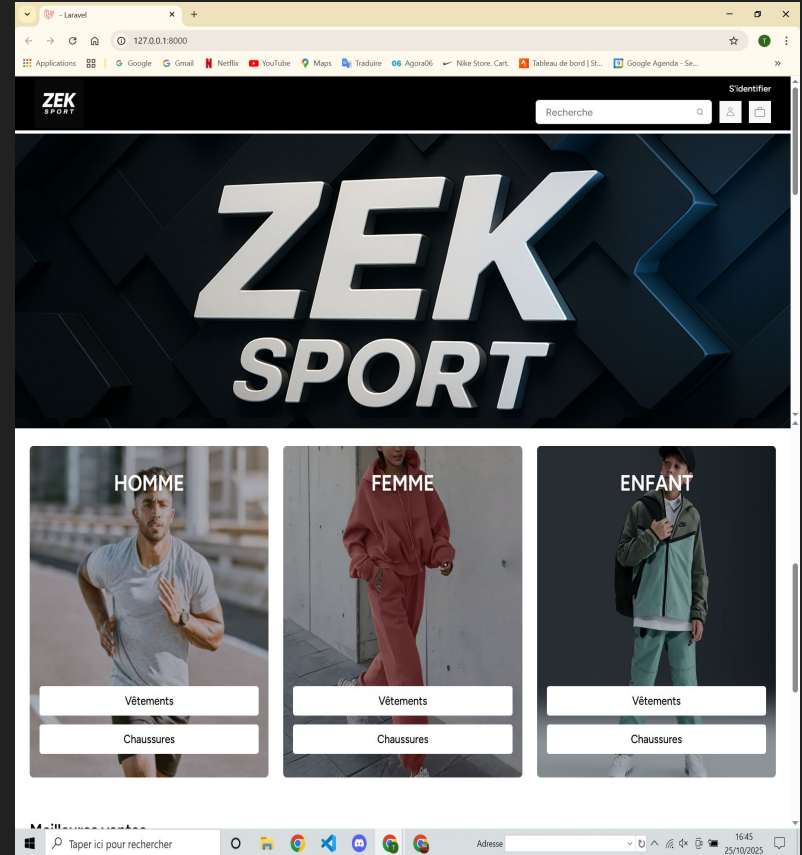 - Laravel
127.0.0.1:8000
T
Applications
Google
Gmail
Netflix
YouTube
Maps
Traduire
06 Agora06
Nike Store. Cart.
Tableau de bord | St...
Google Agenda - Se...
»
ZEK
SPORT
S'identifier
Recherche
ZEK
SPORT
HOMME
FEMME
ENFANT
Vêtements
Vêtements
Vêtements
Chaussures
Chaussures
Chaussures
Meilleures ventes
Taper ici pour rechercher
Adresse
16:45
25/10/2025